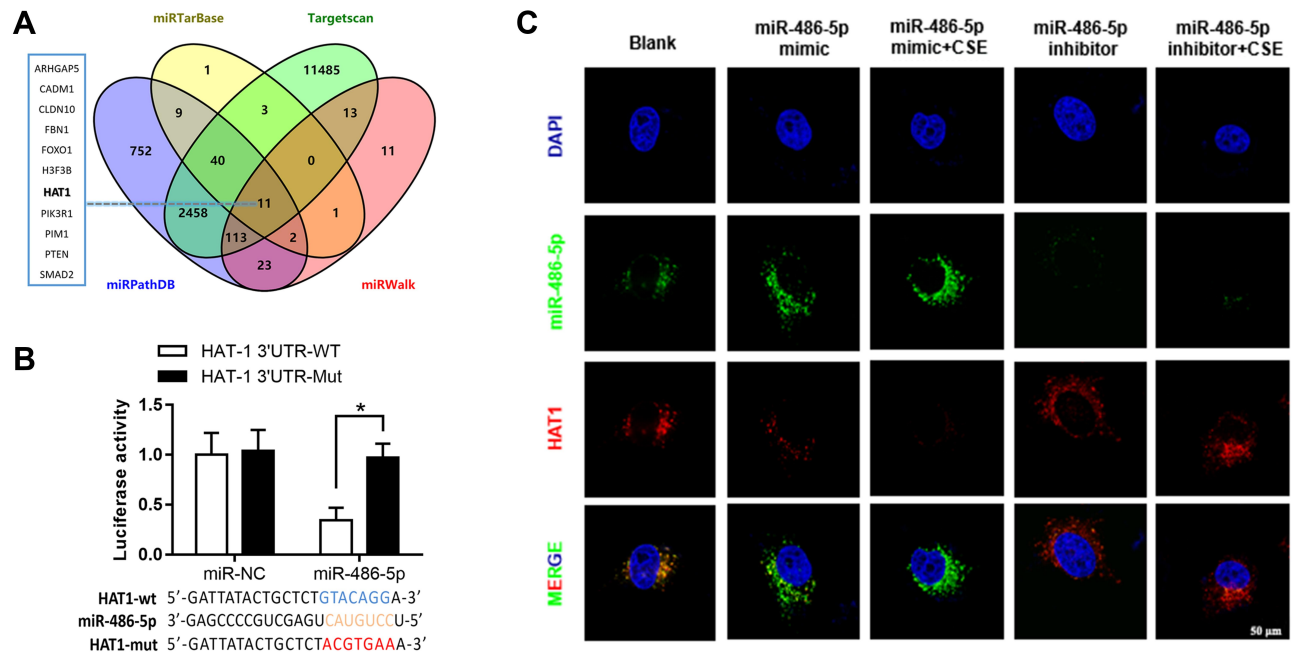 A
miRTarBase
Targetscan
ARHGAP5
CADM1
CLDN10
FBN1
FOXO1
H3F3B
HAT1
PIK3R1
PIM1
PTEN
SMAD2
1
11485
9
3
13
752
40
0
11
2458
11
1
113
2
23
miRPathDB
miRWalk
B
HAT-1 3'UTR-WT
HAT-1 3'UTR-Mut
Luciferase activity
1.5
1.0
0.5
0.0
*
miR-NC
miR-486-5p
HAT1-wt 5'-GATTATACTGCTCTGTACAGGA-3'
miR-486-5p 3'-GAGCCCCGUCGAGUCAUGUCCU-5'
HAT1-mut 5'-GATTATACTGCTCTACGTGAAA-3'
C
Blank
miR-486-5p mimic
miR-486-5p mimic+CSE
miR-486-5p inhibitor
miR-486-5p inhibitor+CSE
DAPI
miR-486-5p
HAT1
MERGE
50 μm